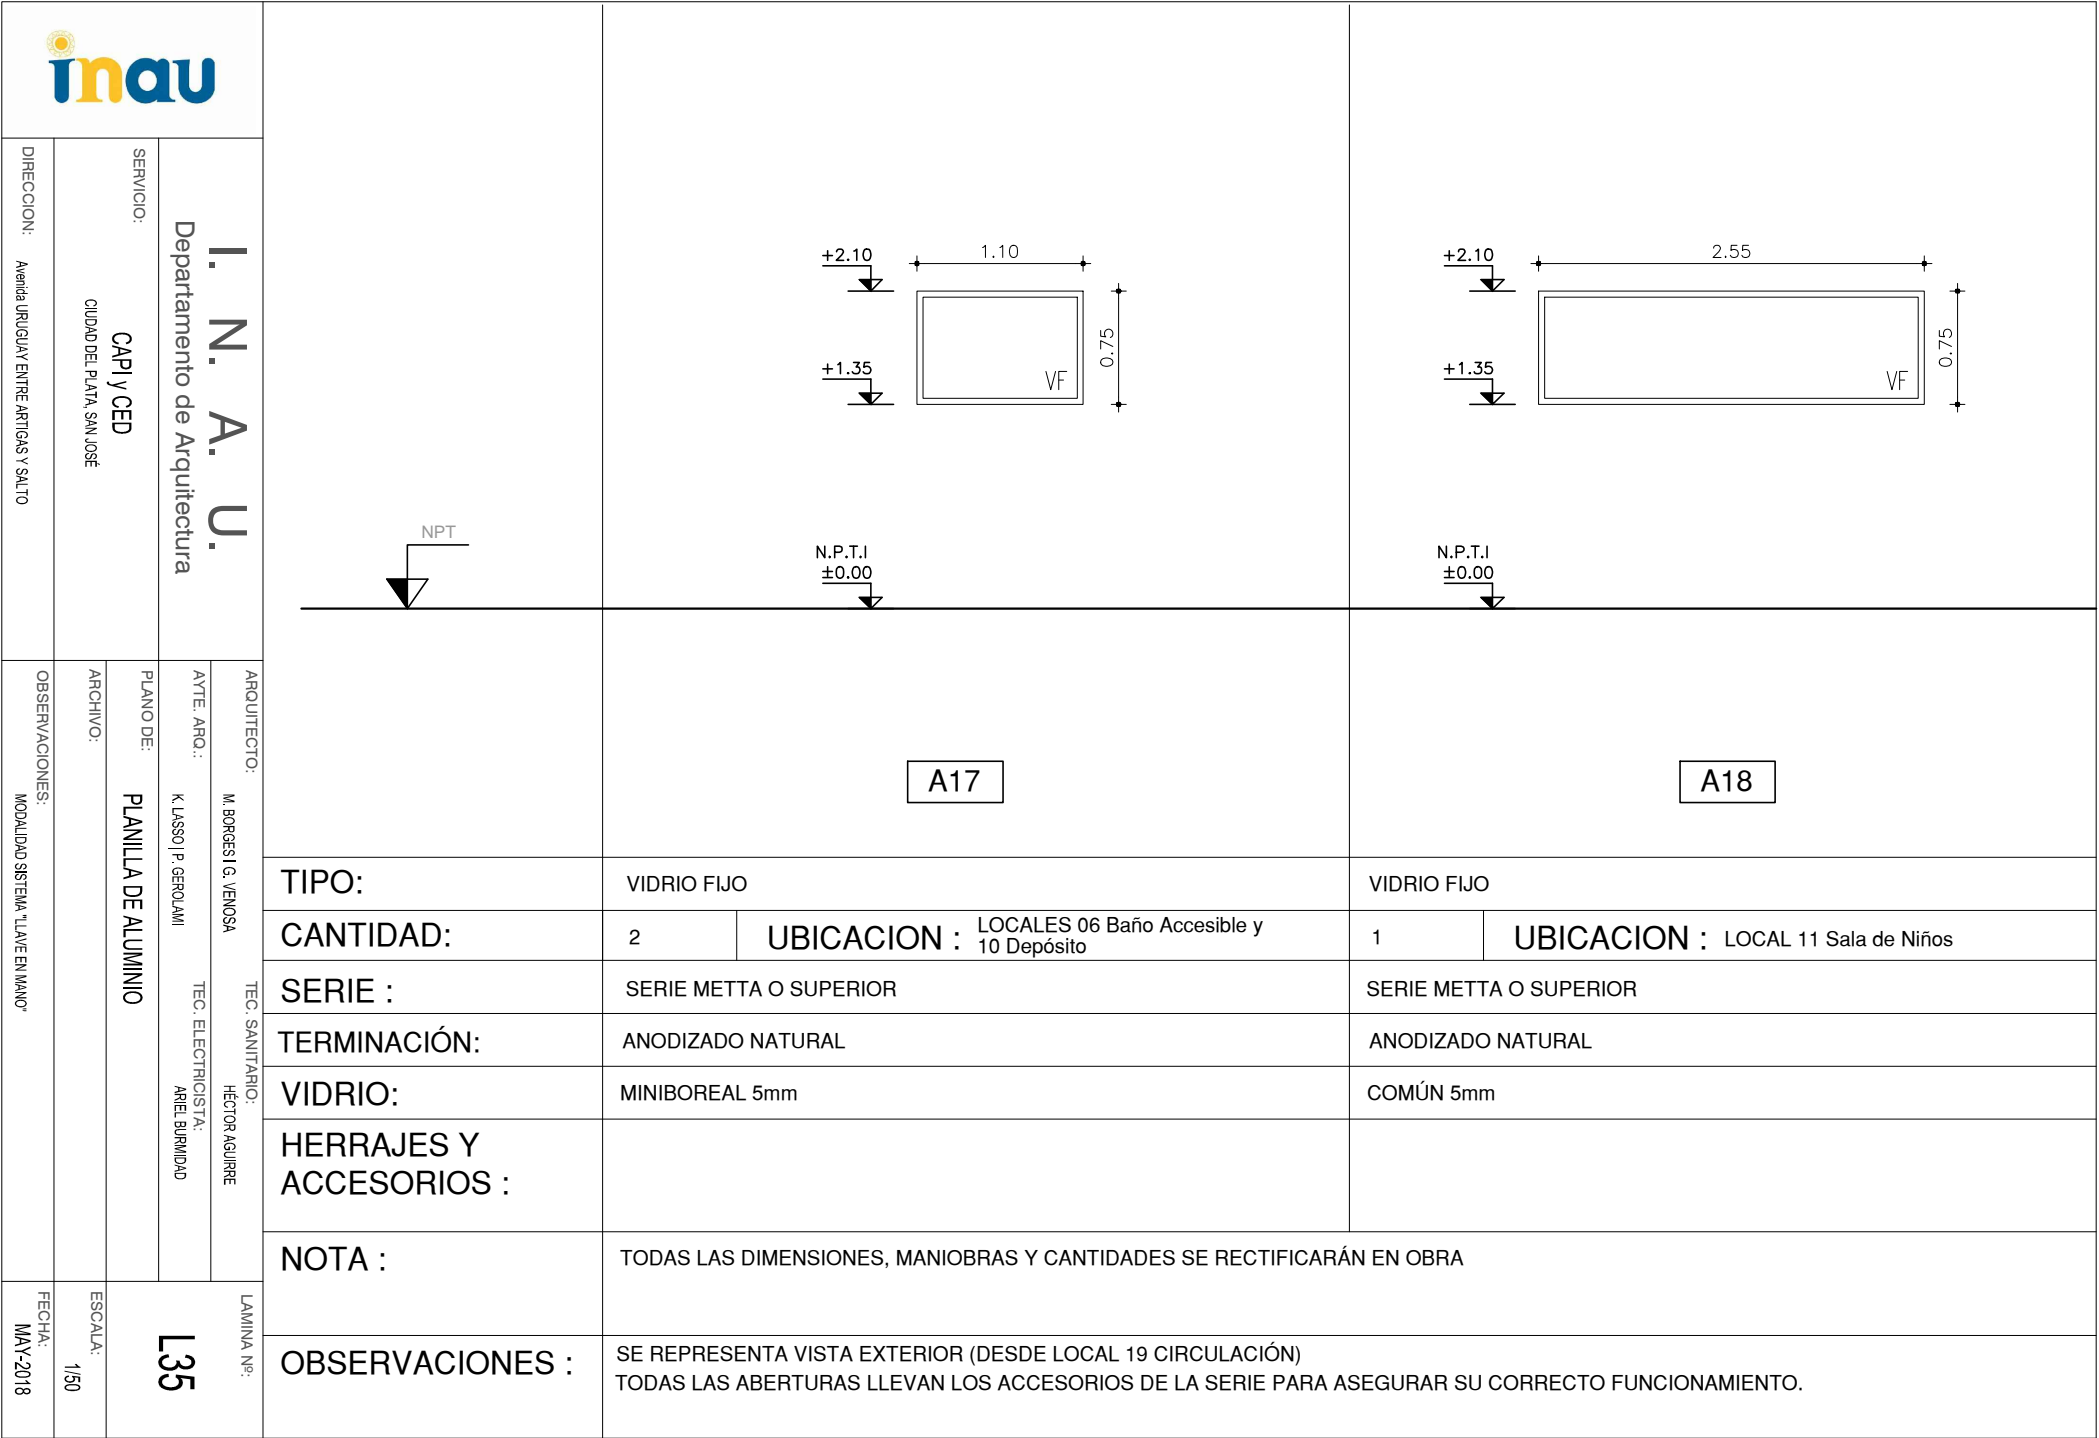 inau
I. N. A. U.
Departamento de Arquitectura
SERVICIO:
CAPI y CED
CIUDAD DEL PLATA, SAN JOSÉ
DIRECCION:
Avenida URUGUAY ENTRE ARTIGAS Y SALTO
ARQUITECTO:
M. BORGES I G. VENOSA
TEC. SANITARIO:
HÉCTOR AGUIRRE
AYTE. ARQ.:
K. LASSO | P. GEROLAMI
TEC. ELECTRICISTA:
ARIEL BURMIDAD
PLANO DE:
PLANILLA DE ALUMINIO
ARCHIVO:
OBSERVACIONES:
MODALIDAD SISTEMA "LLAVE EN MANO"
LAMINA Nº:
L35
ESCALA:
1/50
FECHA:
MAY-2018
NPT
+2.10
1.10
0.75
+1.35
VF
N.P.T.I
±0.00
A17
+2.10
2.55
0.75
+1.35
VF
N.P.T.I
±0.00
A18
TIPO:
VIDRIO FIJO
VIDRIO FIJO
CANTIDAD:
2
UBICACION :
LOCALES 06 Baño Accesible y
10 Depósito
1
UBICACION :
LOCAL 11 Sala de Niños
SERIE :
SERIE METTA O SUPERIOR
SERIE METTA O SUPERIOR
TERMINACIÓN:
ANODIZADO NATURAL
ANODIZADO NATURAL
VIDRIO:
MINIBOREAL 5mm
COMÚN 5mm
HERRAJES Y
ACCESORIOS :
NOTA :
TODAS LAS DIMENSIONES, MANIOBRAS Y CANTIDADES SE RECTIFICARÁN EN OBRA
OBSERVACIONES :
SE REPRESENTA VISTA EXTERIOR (DESDE LOCAL 19 CIRCULACIÓN)
TODAS LAS ABERTURAS LLEVAN LOS ACCESORIOS DE LA SERIE PARA ASEGURAR SU CORRECTO FUNCIONAMIENTO.